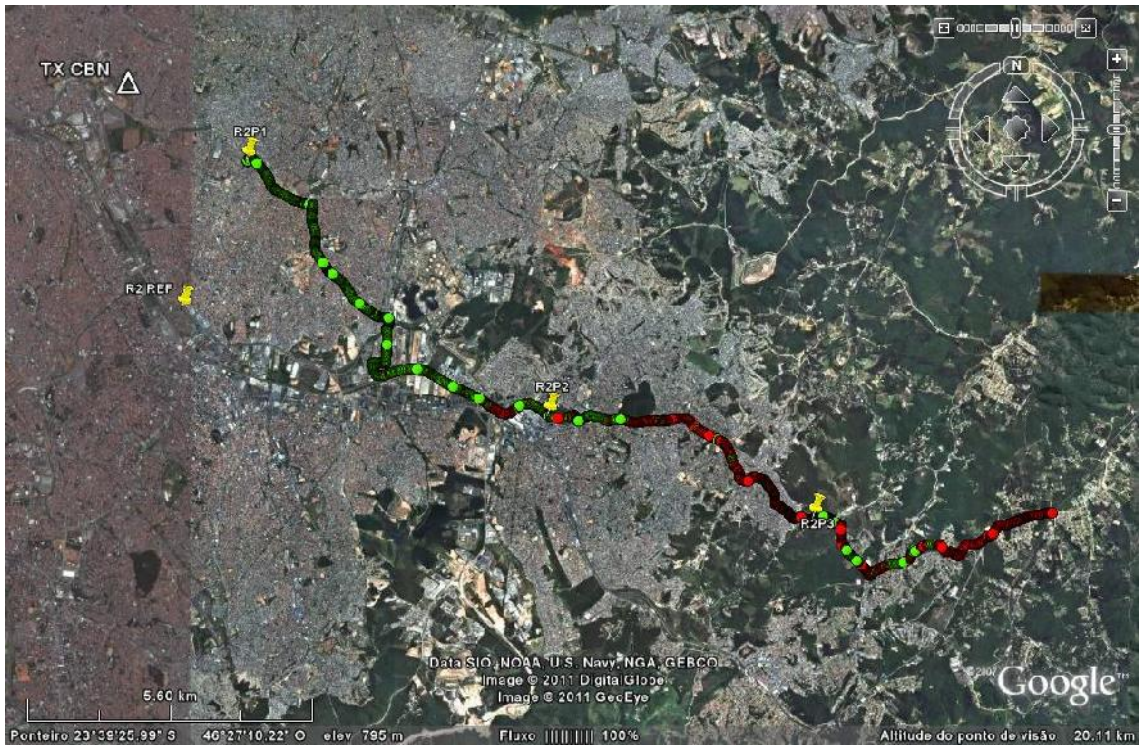 N
TX CBN
R2P1
R2 REF
R2P2
R2P3
Data SIO, NOAA, U.S. Navy, NGA, GEBCO
Image © 2011 DigitalGlobe
Image © 2011 GeoEye
Google™
5.60 km
Ponteiro 23°39'25.99" S 46°27'10.22" O elev 795 m Fluxo 100% Altitude do ponto de visão 20.11 km